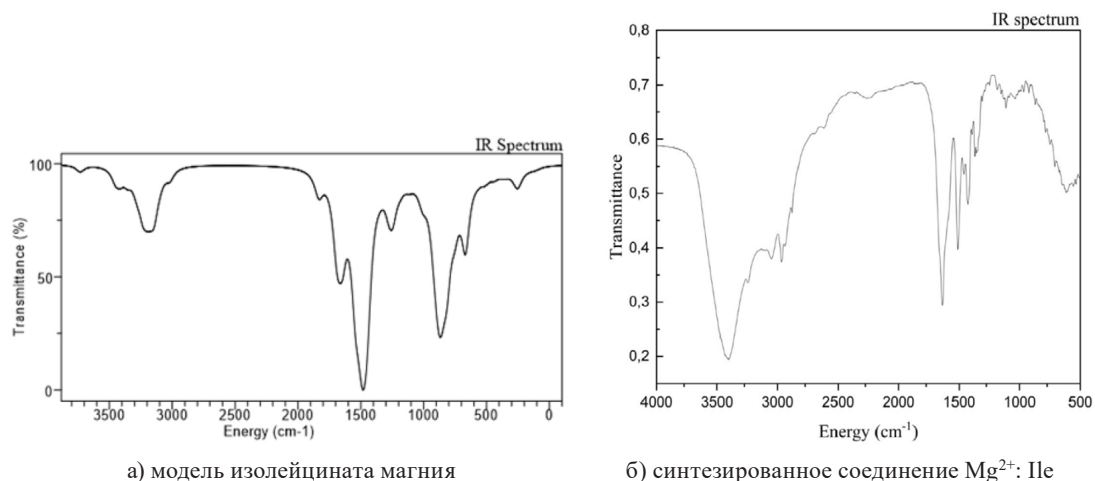 IR Spectrum
100
50
0
Transmittance (%)
3500 3000 2500 2000 1500 1000 500 0
Energy (cm-1)
а) модель изолейцината магния
IR spectrum
0,8
0,7
0,6
0,5
0,4
0,3
0,2
Transmittance
4000 3500 3000 2500 2000 1500 1000 500
Energy (cm⁻¹)
б) синтезированное соединение Mg²⁺: Ile